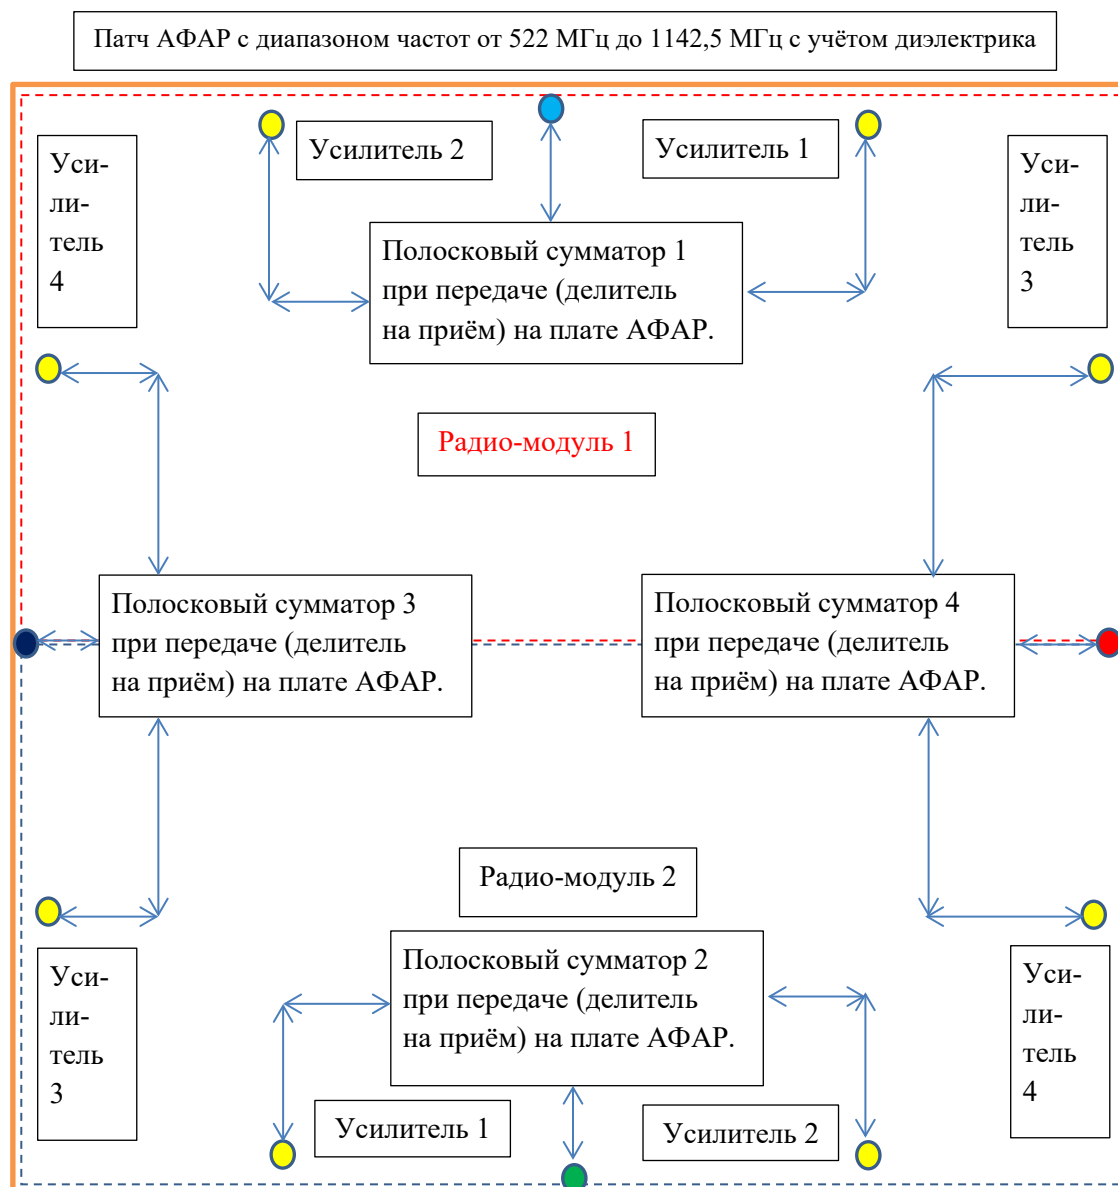 Патч АФАР с диапазоном частот от 522 МГц до 1142,5 МГц с учётом диэлектрика
Уси-
ли-
тель
4
Усилитель 2
Усилитель 1
Уси-
ли-
тель
3
Полосковый сумматор 1
при передаче (делитель
на приём) на плате АФАР.
Радио-модуль 1
Полосковый сумматор 3
при передаче (делитель
на приём) на плате АФАР.
Полосковый сумматор 4
при передаче (делитель
на приём) на плате АФАР.
Радио-модуль 2
Уси-
ли-
тель
3
Полосковый сумматор 2
при передаче (делитель
на приём) на плате АФАР.
Уси-
ли-
тель
4
Усилитель 1
Усилитель 2